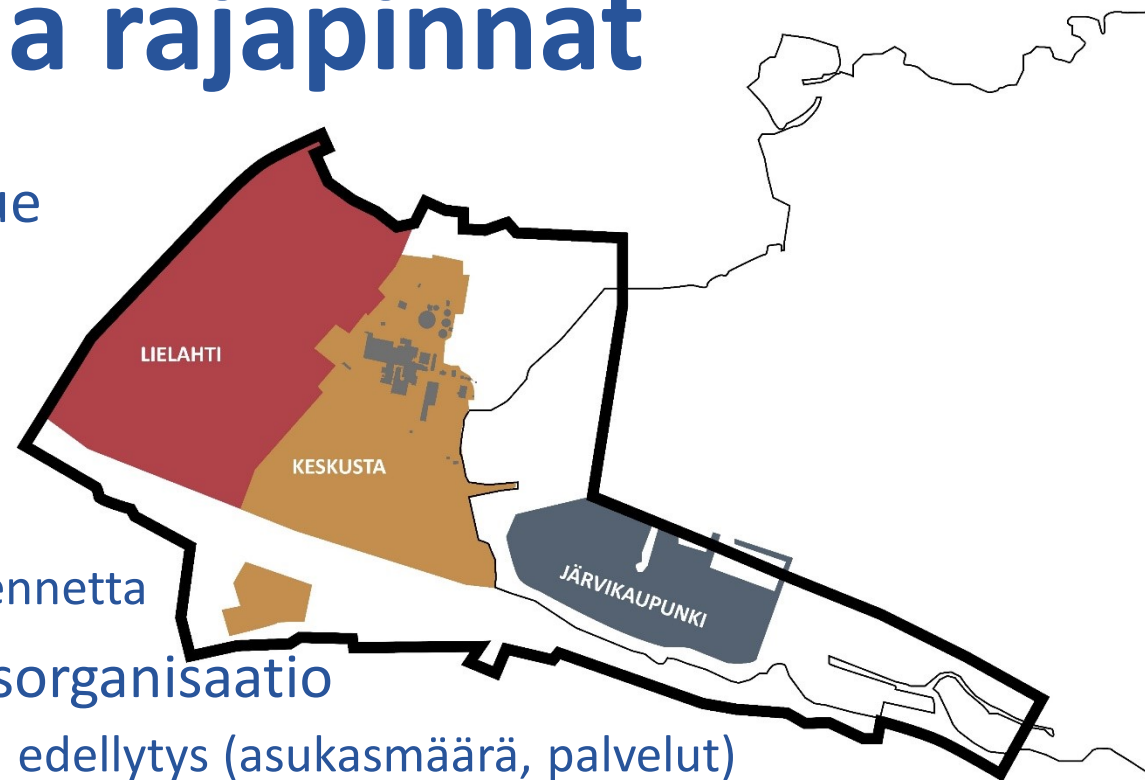 a rajapinnat
ue
LIELAHTI
KESKUSTA
JÄRVIKAUPUNKI
ennetta
sorganisaatio
edellytys (asukasmäärä, palvelut)